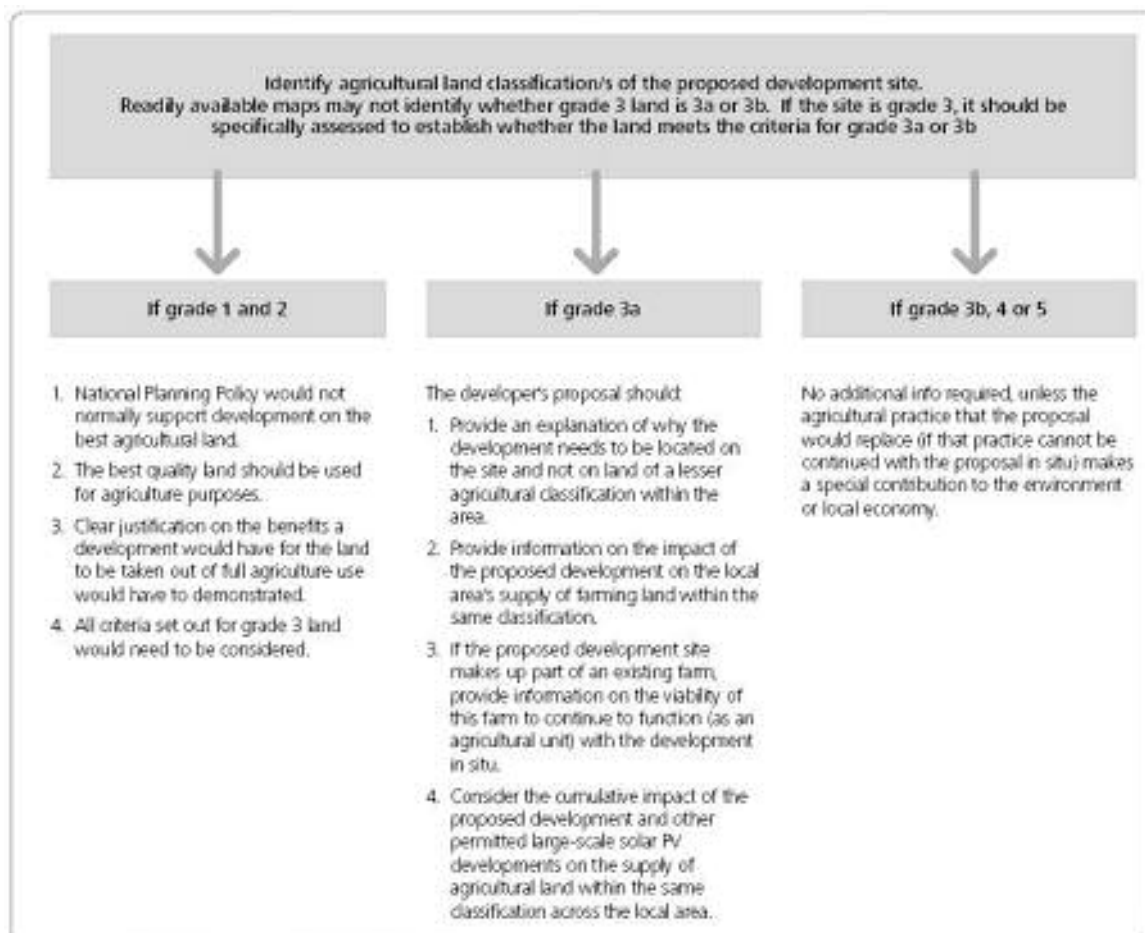 Identify agricultural land classification/s of the proposed development site.
Readily available maps may not identify whether grade 3 land is 3a or 3b. If the site is grade 3, it should be
specifically assessed to establish whether the land meets the criteria for grade 3a or 3b
If grade 1 and 2
1. National Planning Policy would not
normally support development on the
best agricultural land.
2. The best quality land should be used
for agriculture purposes.
3. Clear justification on the benefits a
development would have for the land
to be taken out of full agriculture use
would have to demonstrated.
4. All criteria set out for grade 3 land
would need to be considered.
If grade 3a
The developer's proposal should:
1. Provide an explanation of why the
development needs to be located on
the site and not on land of a lesser
agricultural classification within the
area.
2. Provide information on the impact of
the proposed development on the local
area's supply of farming land within the
same classification.
3. If the proposed development site
makes up part of an existing farm,
provide information on the viability of
this farm to continue to function (as an
agricultural unit) with the development
in situ.
4. Consider the cumulative impact of the
proposed development and other
permitted large-scale solar PV
developments on the supply of
agricultural land within the same
classification across the local area.
If grade 3b, 4 or 5
No additional info required, unless the
agricultural practice that the proposal
would replace (if that practice cannot be
continued with the proposal in situ) makes
a special contribution to the environment
or local economy.